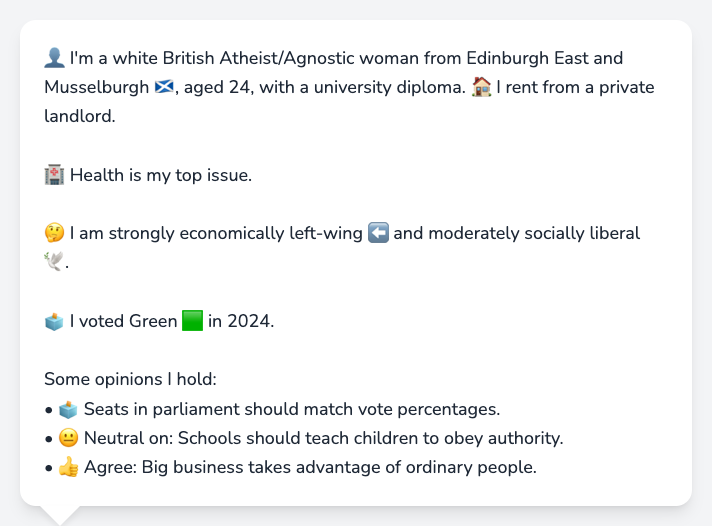 👤 I'm a white British Atheist/Agnostic woman from Edinburgh East and
Musselburgh 🏴󠁧󠁢󠁳󠁣󠁴󠁿, aged 24, with a university diploma. 🏠 I rent from a private
landlord.
🏥 Health is my top issue.
🤔 I am strongly economically left-wing ⬅️ and moderately socially liberal
🕊️.
🗳️ I voted Green 🟩 in 2024.
Some opinions I hold:
• 🗳️ Seats in parliament should match vote percentages.
• 😐 Neutral on: Schools should teach children to obey authority.
• 👍 Agree: Big business takes advantage of ordinary people.